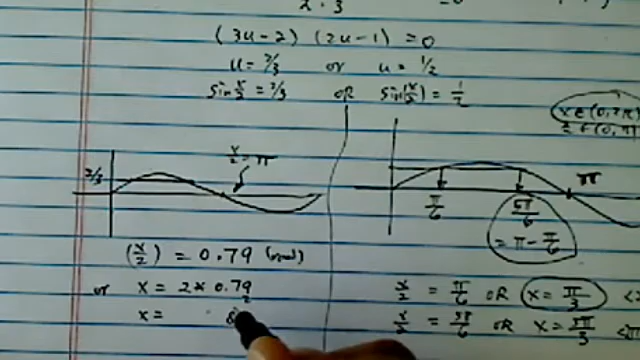 2.3
(3u-2) (2u-1) = 0
u = 2/3 or u = 1/2
sin x/2 = 2/3 OR sin(x/2) = 1/2
x ∈ (0, 2π)
x/2 ∈ (0, π)
x/2 = π
2/3
π
π/6 5π/6
= π - π/6
(x/2) = 0.79 (rad)
or x = 2 * 0.79
x =
x/2 = π/6 OR x = π/3 <
x/2 = 5π/6 OR x = 5π/3